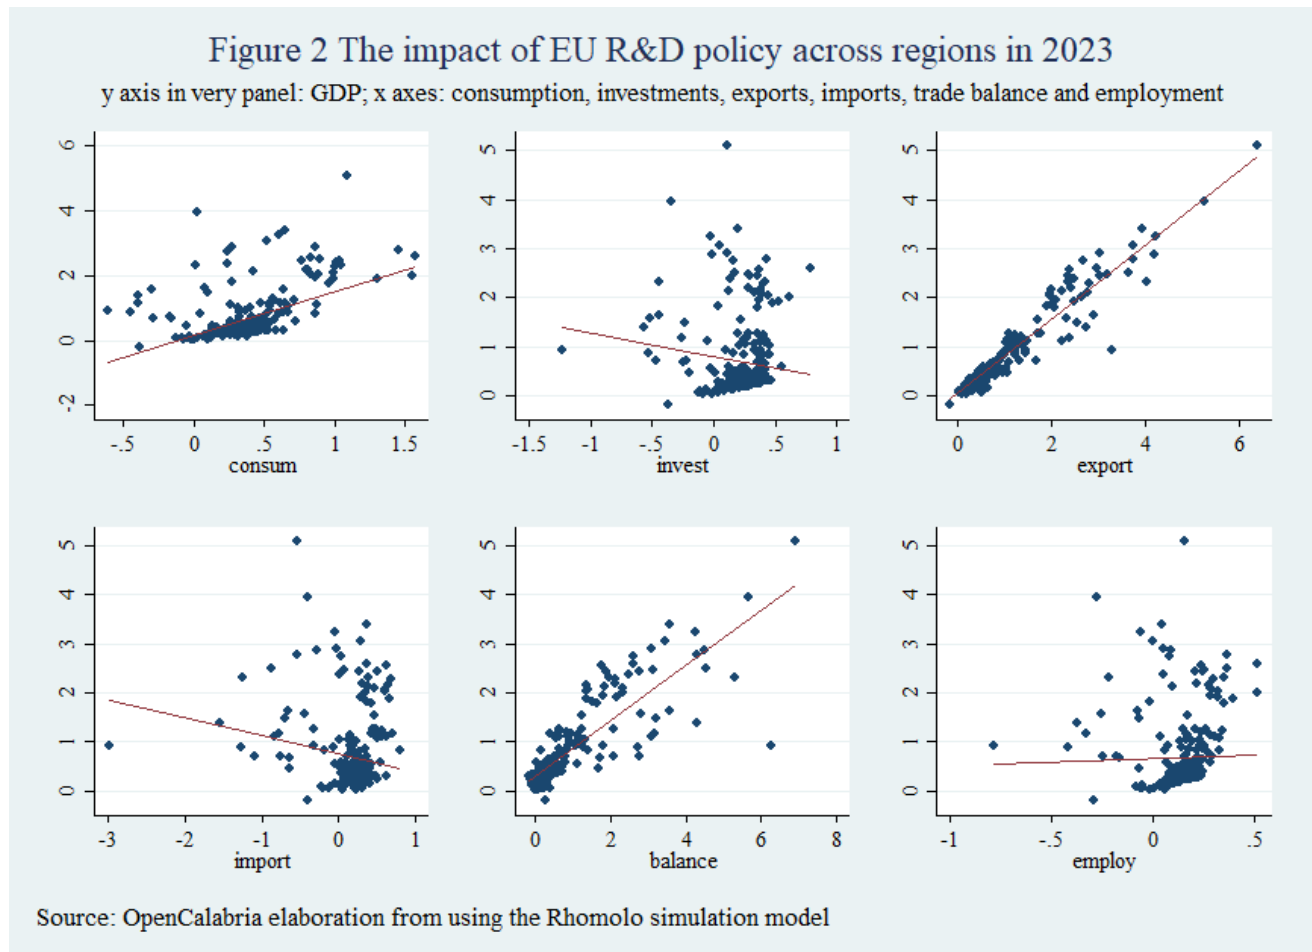 Figure 2 The impact of EU R&D policy across regions in 2023
y axis in very panel: GDP; x axes: consumption, investments, exports, imports, trade balance and employment
6
4
2
0
-2
-.5 0 .5 1 1.5
consum
5
4
3
2
1
0
-1.5 -1 -.5 0 .5 1
invest
5
4
3
2
1
0
0 2 4 6
export
5
4
3
2
1
0
-3 -2 -1 0 1
import
5
4
3
2
1
0
0 2 4 6 8
balance
5
4
3
2
1
0
-1 -.5 0 .5
employ
Source: OpenCalabria elaboration from using the Rhomolo simulation model